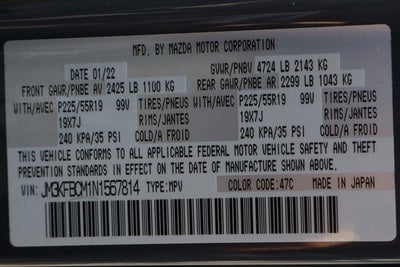 MFD. BY MAZDA MOTOR CORPORATION
DATE 01/22 GVWR/PNBV 4724 LB 2143 KG
FRONT GAWR/PNBE AV 2425 LB 1100 KG REAR GAWR/PNBE AR 2299 LB 1043 KG
WITH/AVEC P225/55R19 99V TIRES/PNEUS WITH/AVEC P225/55R19 99V TIRES/PNEUS
19X7J RIMS/JANTES 19X7J RIMS/JANTES
240 KPA/35 PSI COLD/A FROID 240 KPA/35 PSI COLD/A FROID
THIS VEHICLE CONFORMS TO ALL APPLICABLE FEDERAL MOTOR VEHICLE SAFETY AND THEFT
PREVENTION STANDARDS IN EFFECT ON THE DATE OF MANUFACTURE SHOWN ABOVE.
VIN: JM3KFBCM1N1567814 TYPE: MPV COLOR CODE: 47C MADE IN JAPAN